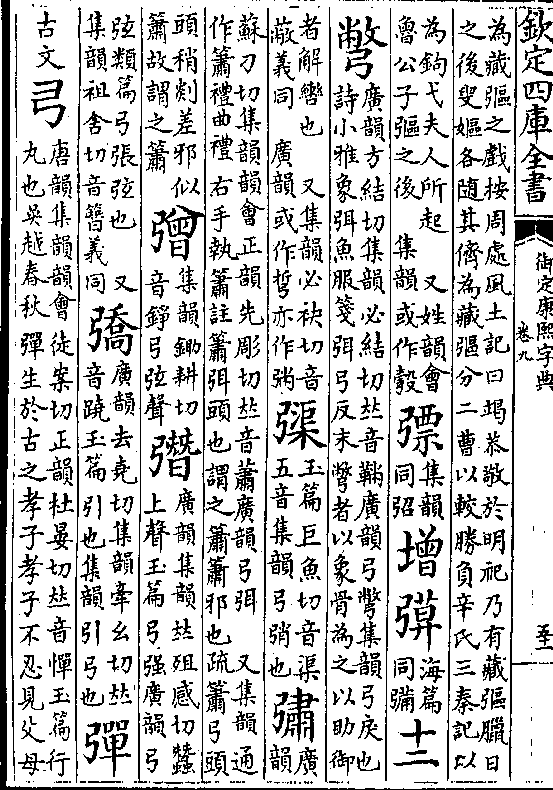 欽定四庫全書
御定康熙字典
卷九
至
為藏彄之戲按周處風土記曰竭恭敬於明祀乃有藏彄臘日
之後叟嫗各隨其儕為藏彄分二曹以較勝負辛氏三秦記以
為鉤弋夫人所起 又姓韻會
魯公子彄之後 集韻或作㲉
彯
集韻
同弨
增
彅
海篇
同彌
十二
彆
廣韻方結切集韻必結切𠀤音鷩廣韻弓彆集韻弓戾也
詩小雅象弭魚服箋弭弓反末彆者以象骨為之以助御
者解轡也 又集韻必袂切音
蔽義同 廣韻或作䠠亦作𢏱
㢓
玉篇巨魚切音渠
五音集韻弓弰也
彇
廣
韻
蘇刀切集韻韻會正韻先彫切𠀤音蕭廣韻弓弭 又集韻通
作簫禮曲禮右手執簫註簫弭頭也謂之簫簫邪也疏簫弓頭
頭稍剡差邪似
簫故謂之簫
彋
集韻鋤耕切
音錚弓弦聲
㣅
廣韻集韻𠀤殂感切蠶
上聲玉篇弓强廣韻弓
弦類篇弓張弦也 又
集韻祖含切音簪義同
彍
廣韻去堯切集韻牽幺切𠀤
音蹺玉篇引也集韻引弓也
彈
古文
𢎫
唐韻集韻韻會徒案切正韻杜晏切𠀤音憚玉篇行
丸也吳越春秋彈生於古之孝子孝子不忍見父母